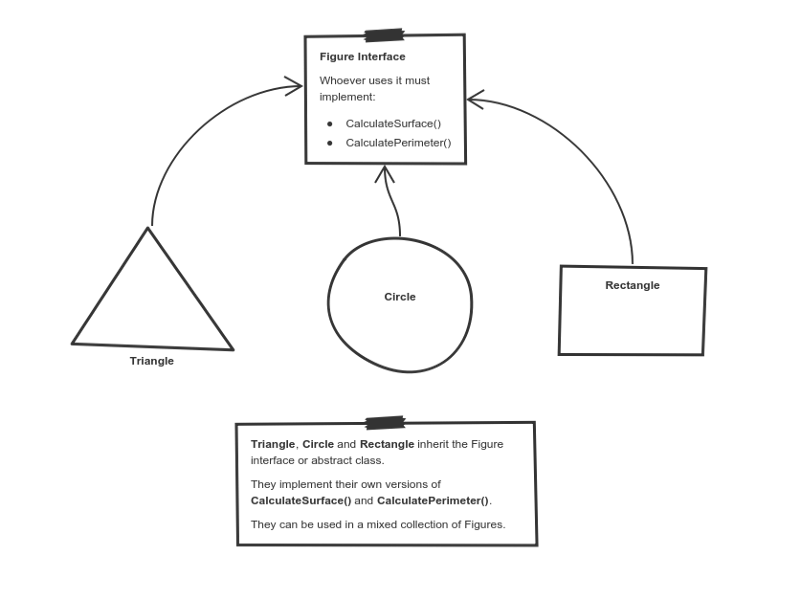 Figure Interface
Whoever uses it must
implement:
● CalculateSurface()
● CalculatePerimeter()
Circle
Rectangle
Triangle
Triangle, Circle and Rectangle inherit the Figure
interface or abstract class.
They implement their own versions of
CalculateSurface() and CalculatePerimeter().
They can be used in a mixed collection of Figures.